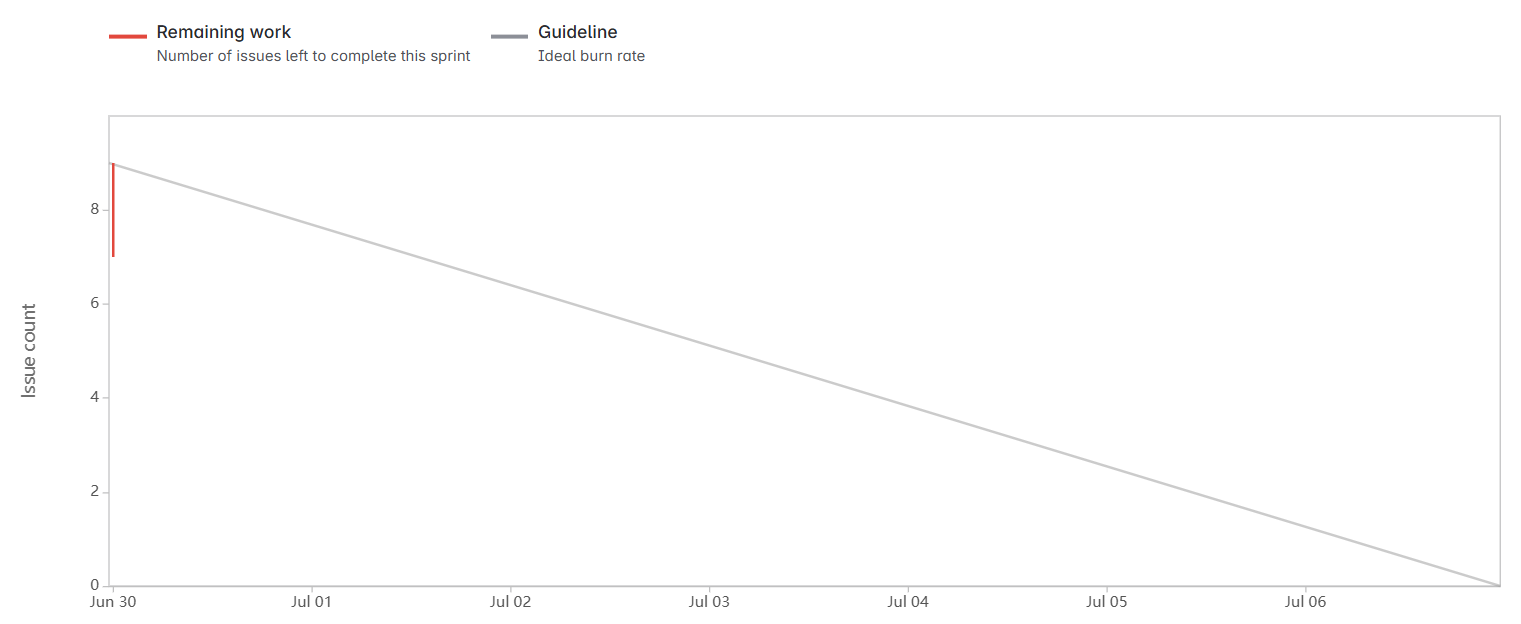 Remaining work
Number of issues left to complete this sprint
Guideline
Ideal burn rate
Issue count
8
6
4
2
0
Jun 30
Jul 01
Jul 02
Jul 03
Jul 04
Jul 05
Jul 06